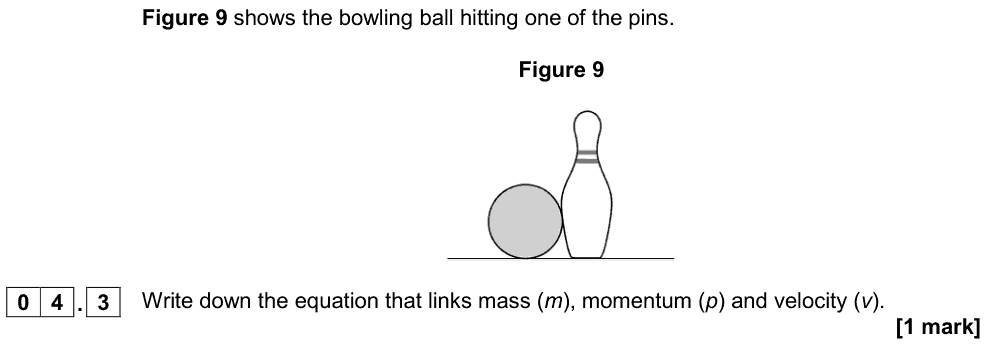 Figure 9 shows the bowling ball hitting one of the pins.
Figure 9
0 4 . 3 Write down the equation that links mass (m), momentum (p) and velocity (v).
[1 mark]